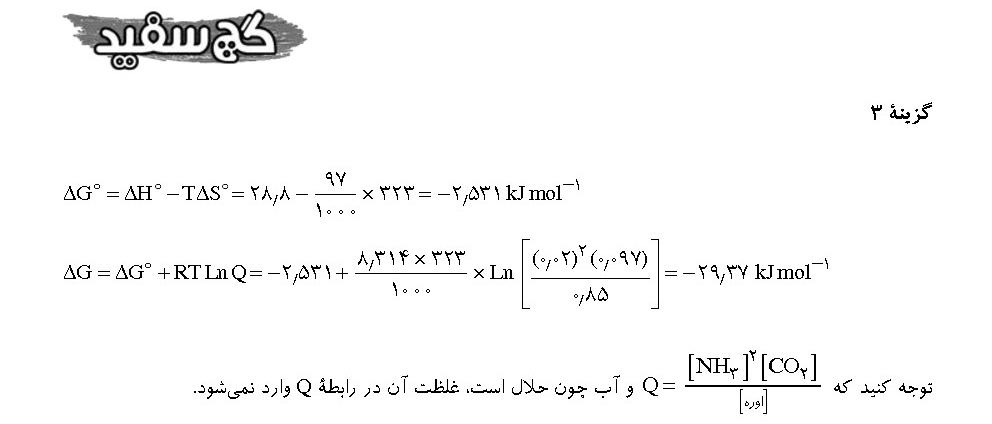 گچ سفید
گزینهٔ ۳
ΔG° = ΔH° − TΔS° = ۲۸٫۸ − ۹۷/۱۰۰۰ × ۳۲۳ = −۲٫۵۳۱ kJ mol⁻¹
ΔG = ΔG° + RT Ln Q = −۲٫۵۳۱ + (۸٫۳۱۴ × ۳۲۳)/۱۰۰۰ × Ln [(۰٫۰۲)^۲ (۰٫۰۹۷)/۰٫۸۵] = −۲۹٫۳۷ kJ mol⁻¹
توجه کنید که Q = [NH۳]^۲[CO۲]/[اوره] و آب چون حلال است، غلظت آن در رابطهٔ Q وارد نمی‌شود.